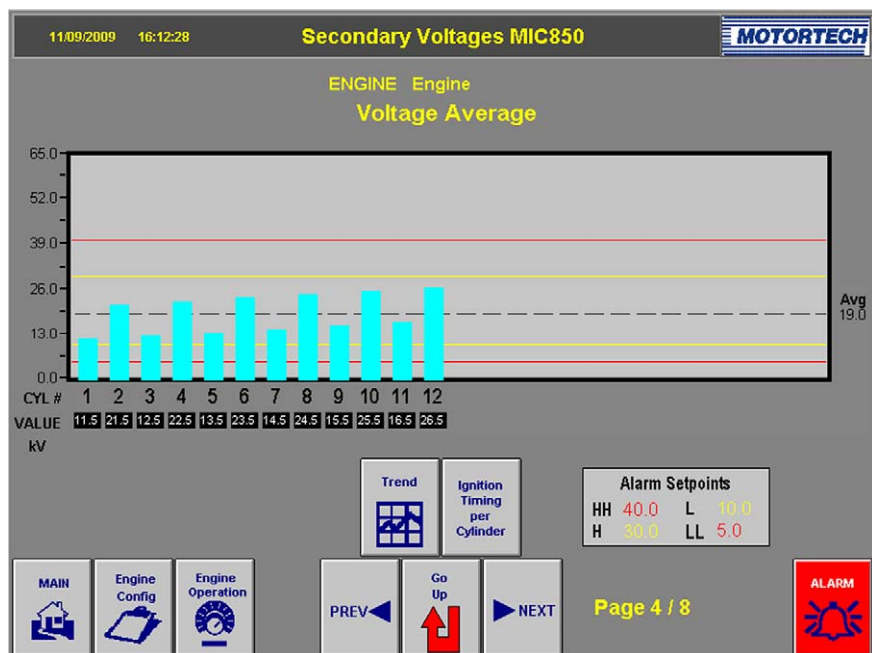 11/09/2009 16:12:28 Secondary Voltages MIC850 MOTORTECH
ENGINE Engine
Voltage Average
65.0
52.0
39.0
26.0
13.0
0.0
Avg
19.0
CYL # 1 2 3 4 5 6 7 8 9 10 11 12
VALUE 11.5 21.5 12.5 22.5 13.5 23.5 14.5 24.5 15.5 25.5 16.5 26.5
kV
Trend
Ignition
Timing
per
Cylinder
Alarm Setpoints
HH 40.0 L 10.0
H 30.0 LL 5.0
MAIN
Engine
Config
Engine
Operation
PREV
Go
Up
NEXT
Page 4 / 8
ALARM